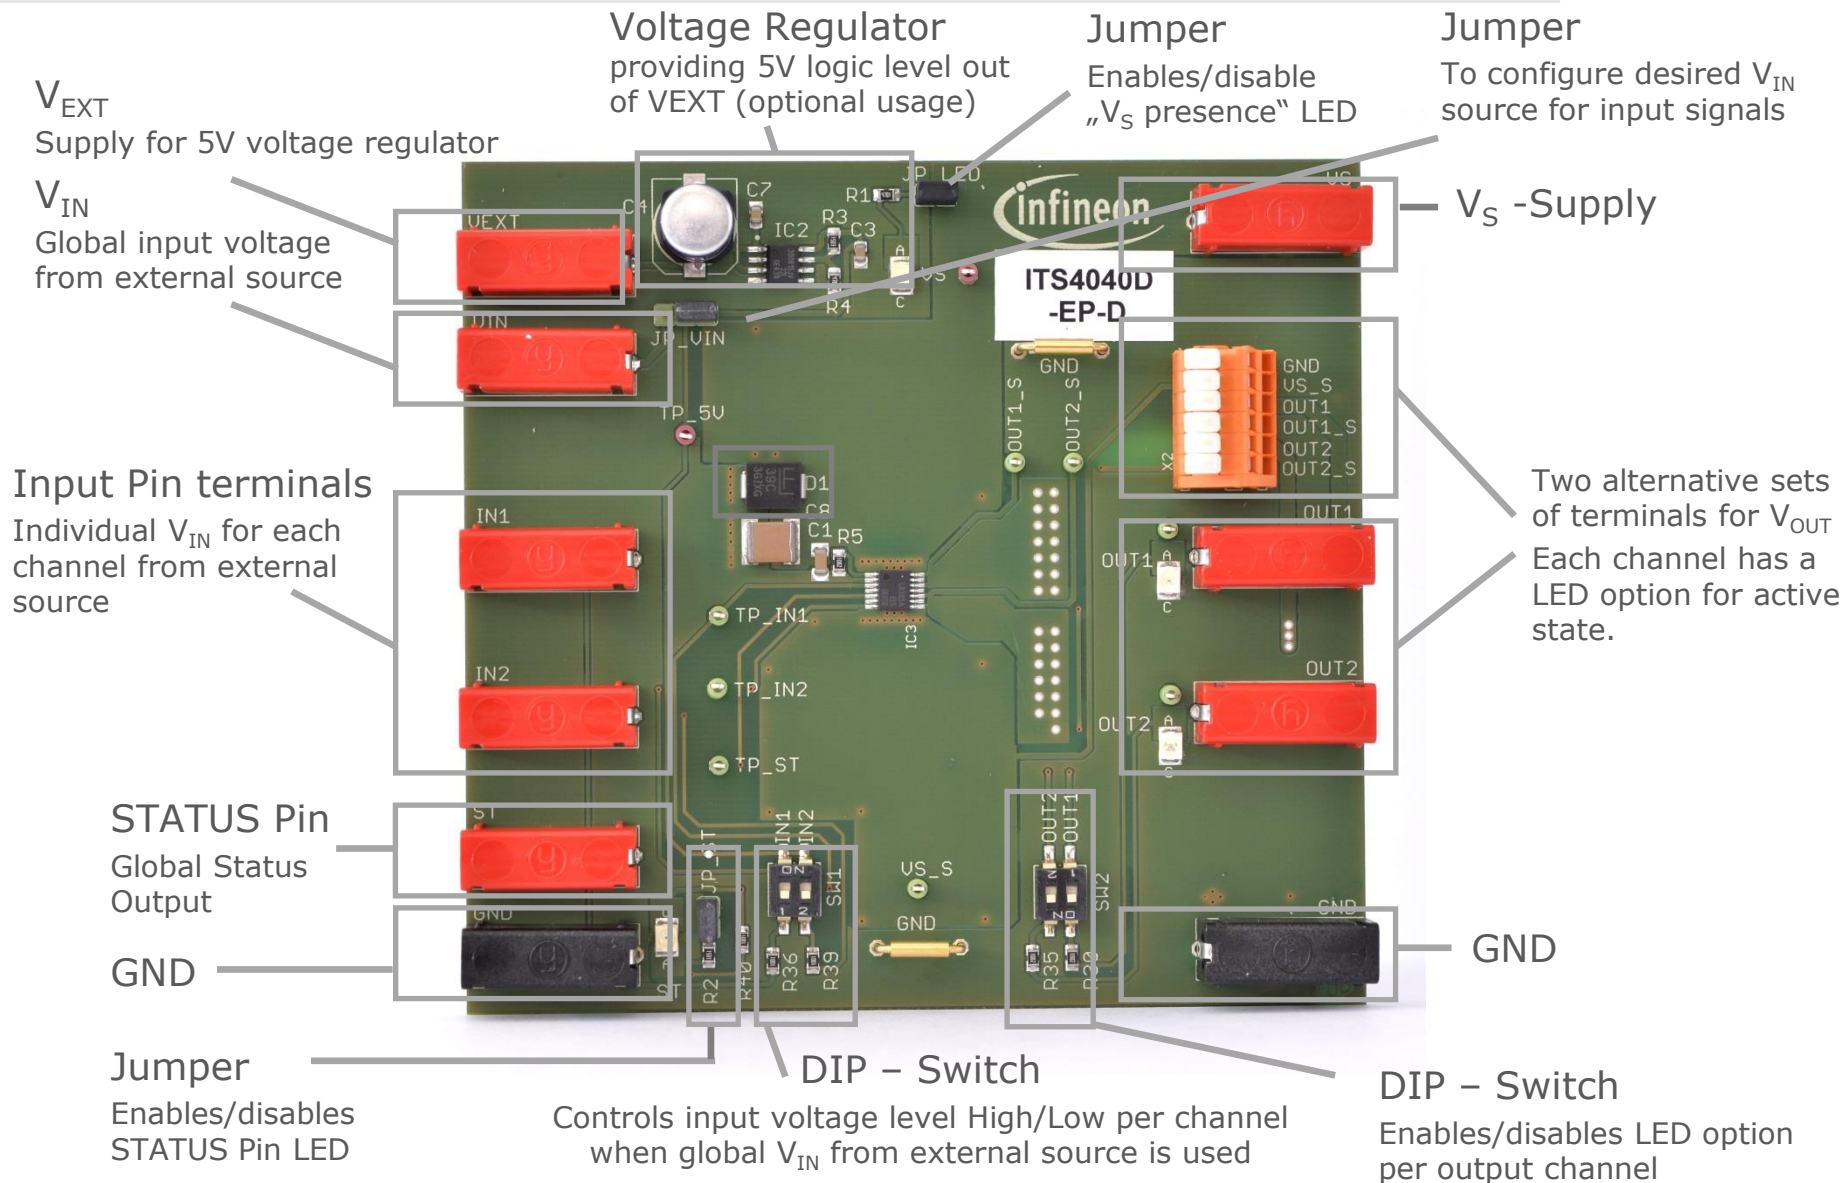 Voltage Regulator
providing 5V logic level out
of VEXT (optional usage)
Jumper
Enables/disable
„VS presence“ LED
Jumper
To configure desired VIN
source for input signals
VEXT
Supply for 5V voltage regulator
VIN
Global input voltage
from external source
VS -Supply
Input Pin terminals
Individual VIN for each
channel from external
source
Two alternative sets
of terminals for VOUT
Each channel has a
LED option for active
state.
STATUS Pin
Global Status
Output
GND
GND
Jumper
Enables/disables
STATUS Pin LED
DIP – Switch
Controls input voltage level High/Low per channel
when global VIN from external source is used
DIP – Switch
Enables/disables LED option
per output channel
VEXT
C4
C7
IC2
R3
C3
R4
R1
JP_LED
A
C
VS
infineon
VS
ITS4040D
-EP-D
VIN
JP_VIN
TP_5V
GND
OUT1_S
OUT2_S
GND
VS_S
OUT1
OUT1_S
OUT2
OUT2_S
X2
IN1
39C
D1
C8
C1
R5
IC3
OUT1
OUT1
A
C
TP_IN1
IN2
TP_IN2
OUT2
OUT2
A
C
TP_ST
ST
JP_ST
IN1
IN2
SW1
1
2
VS_S
GND
OUT2
OUT1
SW2
GND
ST
R2
R40
R36
R39
R35
GND